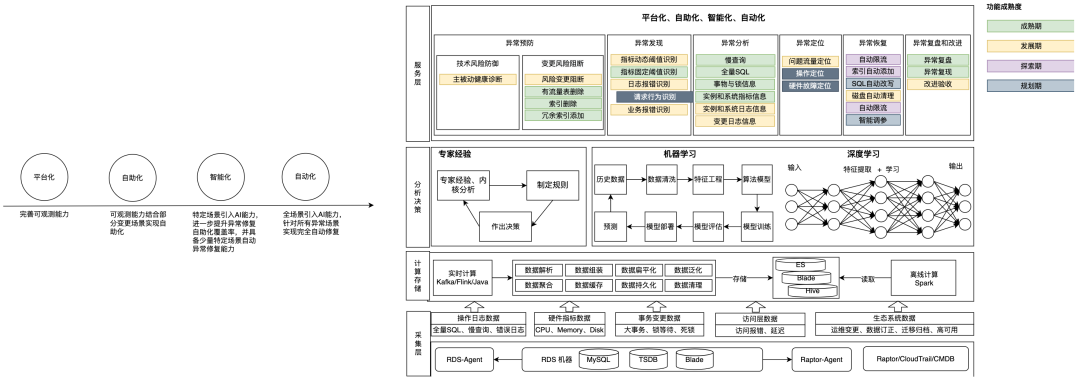 平台化
自助化
智能化
自动化
完善可观测能力
可观测能力结合部
分变更场景实现自
助化
特定场景引入AI能力,
进一步提升异常修复
自助化覆盖率，并具
备少量特定场景自动
异常修复能力
全场景引入AI能力,
针对所有异常场景
实现完全自动修复
服务层
平台化、自助化、智能化、自动化
异常预防
技术风险防御
主被动健康诊断
变更风险阻断
风险变更阻断
有流量表删除
索引删除
冗余索引添加
异常发现
指标动态阈值识别
指标固定阈值识别
日志报错识别
请求行为识别
业务报错识别
异常分析
慢查询
全量SQL
事物与锁信息
实例和系统指标信息
实例和系统日志信息
变更日志信息
异常定位
问题流量定位
操作定位
硬件故障定位
异常恢复
自助限流
索引自动添加
SQL自动改写
磁盘自动清理
自动限流
智能调参
异常复盘和改进
异常复盘
异常复现
改进验收
功能成熟度
成熟期
发展期
探索期
规划期
分析决策
专家经验
专家经验、内
核分析
制定规则
作出决策
机器学习
历史数据
数据清洗
特征工程
算法模型
预测
模型部署
模型评估
模型训练
深度学习
输入
特征提取 + 学习
输出
计算存储
实时计算
Kafka/Flink/Java
数据解析
数据组装
数据扁平化
数据泛化
数据聚合
数据缓存
数据持久化
数据清理
存储
ES
Blade
Hive
读取
离线计算
Spark
采集层
操作日志数据
全量SQL、慢查询、错误日志
硬件指标数据
CPU、Memory、Disk
事务变更数据
大事务、锁等待、死锁
访问层数据
访问报错、延迟
生态系统数据
运维变更、数据订正、迁移归档、高可用
RDS-Agent
RDS 机器
MySQL
TSDB
Blade
Raptor-Agent
Raptor/CloudTrail/CMDB